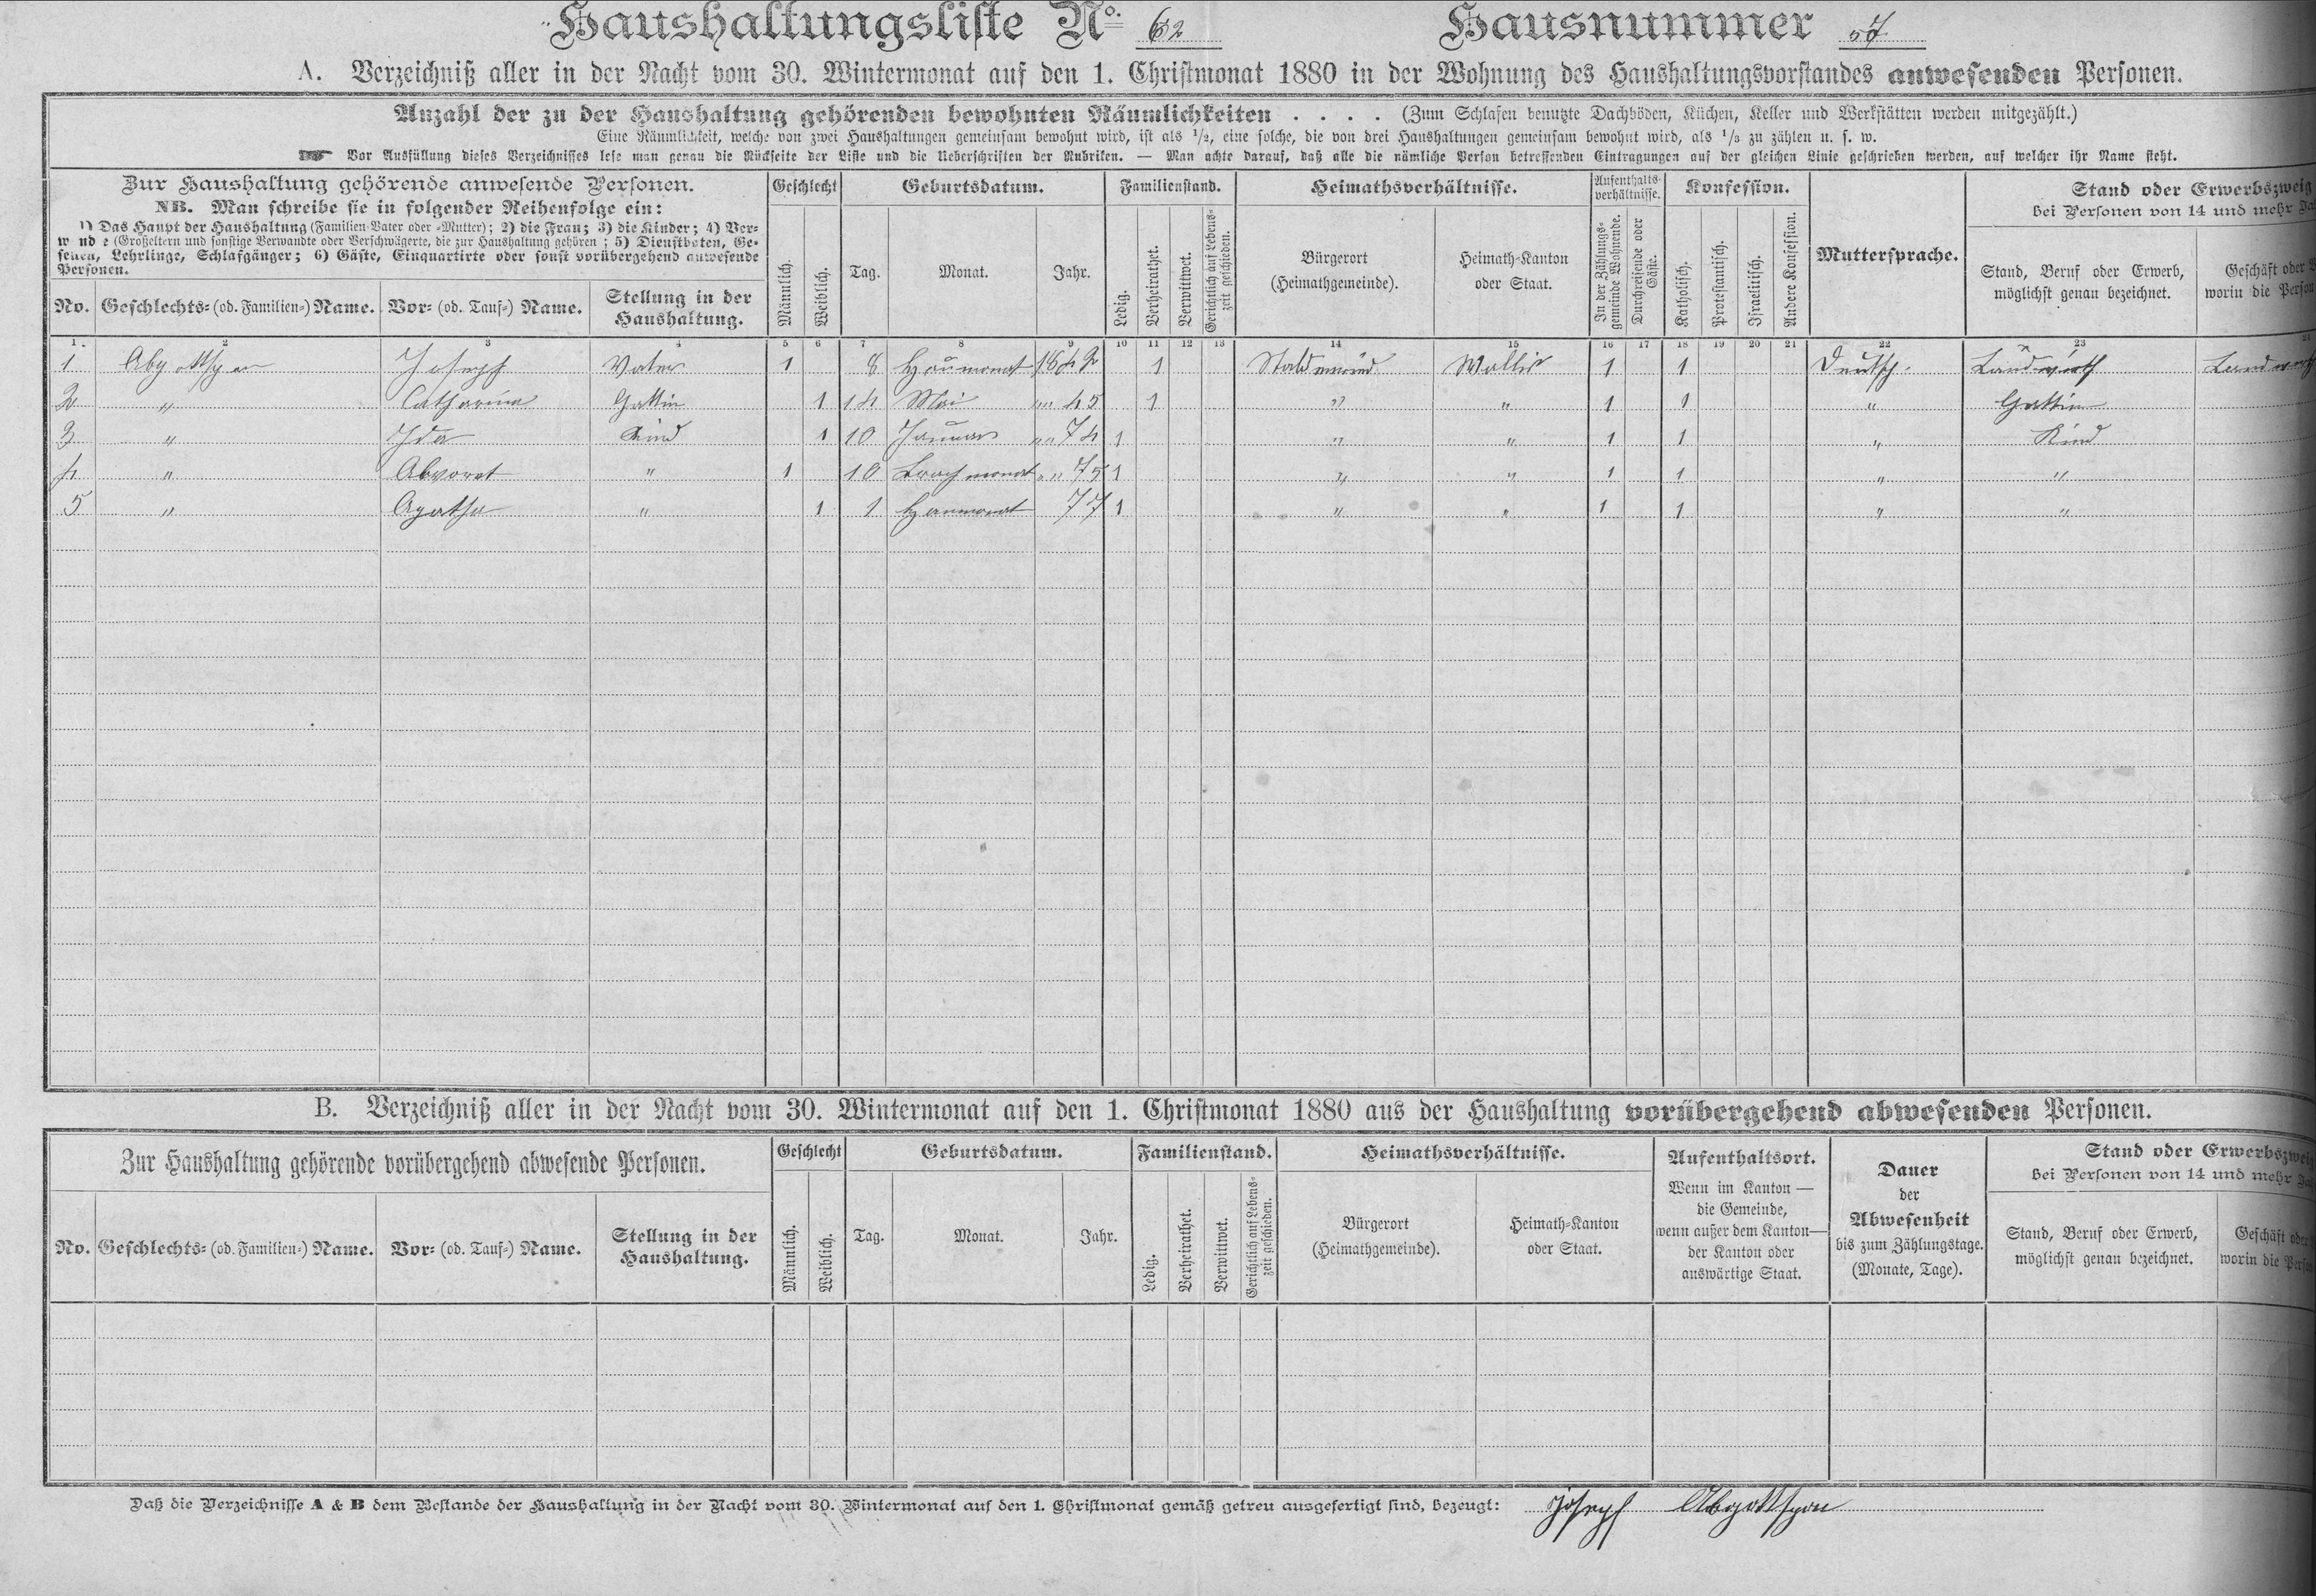 Haushaltungsliste No. 62 Hausnummer 57
A. Verzeichniß aller in der Nacht vom 30. Wintermonat auf den 1. Christmonat 1880 in der Wohnung des Haushaltungsvorstandes anwesenden Personen.
Anzahl der zu der Haushaltung gehörenden bewohnten Räumlichkeiten . . . . (Zum Schlafen benutzte Dachböden, Küchen, Keller und Werkstätten werden mitgezählt.)
Eine Räumlichkeit, welche von zwei Haushaltungen gemeinsam bewohnt wird, ist als 1/2, eine solche, die von drei Haushaltungen gemeinsam bewohnt wird, als 1/3 zu zählen u. s. w.
☞ Vor Ausfüllung dieses Verzeichnisses lese man genau die Rückseite der Liste und die Ueberschriften der Rubriken. — Man achte darauf, daß alle die nämliche Person betreffenden Eintragungen auf der gleichen Linie geschrieben werden, auf welcher ihr Name steht.
Zur Haushaltung gehörende anwesende Personen.
NB. Man schreibe sie in folgender Reihenfolge ein:
1) Das Haupt der Haushaltung (Familien-Vater oder -Mutter); 2) die Frau; 3) die Kinder; 4) Ver-
w nd e (Großeltern und sonstige Verwandte oder Verschwägerte, die zur Haushaltung gehören; 5) Dienstboten, Ge-
sellen, Lehrlinge, Schlafgänger; 6) Gäste, Einquartirte oder sonst vorübergehend anwesende
Personen.
No. Geschlechts- (od. Familien-) Name. Vor- (od. Tauf-) Name. Stellung in der Haushaltung.
Geschlecht
Männlich. Weiblich.
Geburtsdatum.
Tag. Monat. Jahr.
Familienstand.
Ledig. Verheirathet. Verwittwet. Gerichtlich auf Lebenszeit geschieden.
Heimathsverhältnisse.
Bürgerort (Heimathgemeinde). Heimath-Kanton oder Staat.
Aufenthalts-verhältnisse.
In der Zählungsgemeinde Wohnende. Durchreisende oder Gäste.
Konfession.
Katholisch. Protestantisch. Israelitisch. Andere Konfession.
Muttersprache.
Stand oder Erwerbszweig
bei Personen von 14 und mehr
Stand, Beruf oder Erwerb, möglichst genau bezeichnet.
Geschäft oder
worin die Person
1. 2 3 4 5 6 7 8 9 10 11 12 13 14 15 16 17 18 19 20 21 22 23
1 Abgottspon Joseph Vater 1 8 Heumonat 1842 1 Staldenried Wallis 1 1 Deutsch. Landwirth
2 " Catharina Gattin 1 14 Mai "" 45 1 " " 1 1 " Gattin
3 " Ida Kind 1 10 Januar "" 74 1 " " 1 1 " Kind
4 " " 1 10 Brachmonat "" 75 1 " " 1 1 " "
5 " Agatha " 1 1 Heumonat 77 1 " " 1 1 " "
B. Verzeichniß aller in der Nacht vom 30. Wintermonat auf den 1. Christmonat 1880 aus der Haushaltung vorübergehend abwesenden Personen.
Zur Haushaltung gehörende vorübergehend abwesende Personen.
No. Geschlechts- (od. Familien-) Name. Vor- (od. Tauf-) Name. Stellung in der Haushaltung.
Geschlecht
Männlich. Weiblich.
Geburtsdatum.
Tag. Monat. Jahr.
Familienstand.
Ledig. Verheirathet. Verwittwet. Gerichtlich auf Lebenszeit geschieden.
Heimathsverhältnisse.
Bürgerort (Heimathgemeinde). Heimath-Kanton oder Staat.
Aufenthaltsort.
Wenn im Kanton —
die Gemeinde,
wenn außer dem Kanton—
der Kanton oder
auswärtige Staat.
Dauer
der
Abwesenheit
bis zum Zählungstage.
(Monate, Tage).
Stand oder Erwerbszweig
bei Personen von 14 und mehr
Stand, Beruf oder Erwerb, möglichst genau bezeichnet.
Geschäft oder
worin die
Daß die Verzeichnisse A & B dem Bestande der Haushaltung in der Nacht vom 30. Wintermonat auf den 1. Christmonat gemäß getreu ausgefertigt sind, bezeugt: Joseph Abgottspon